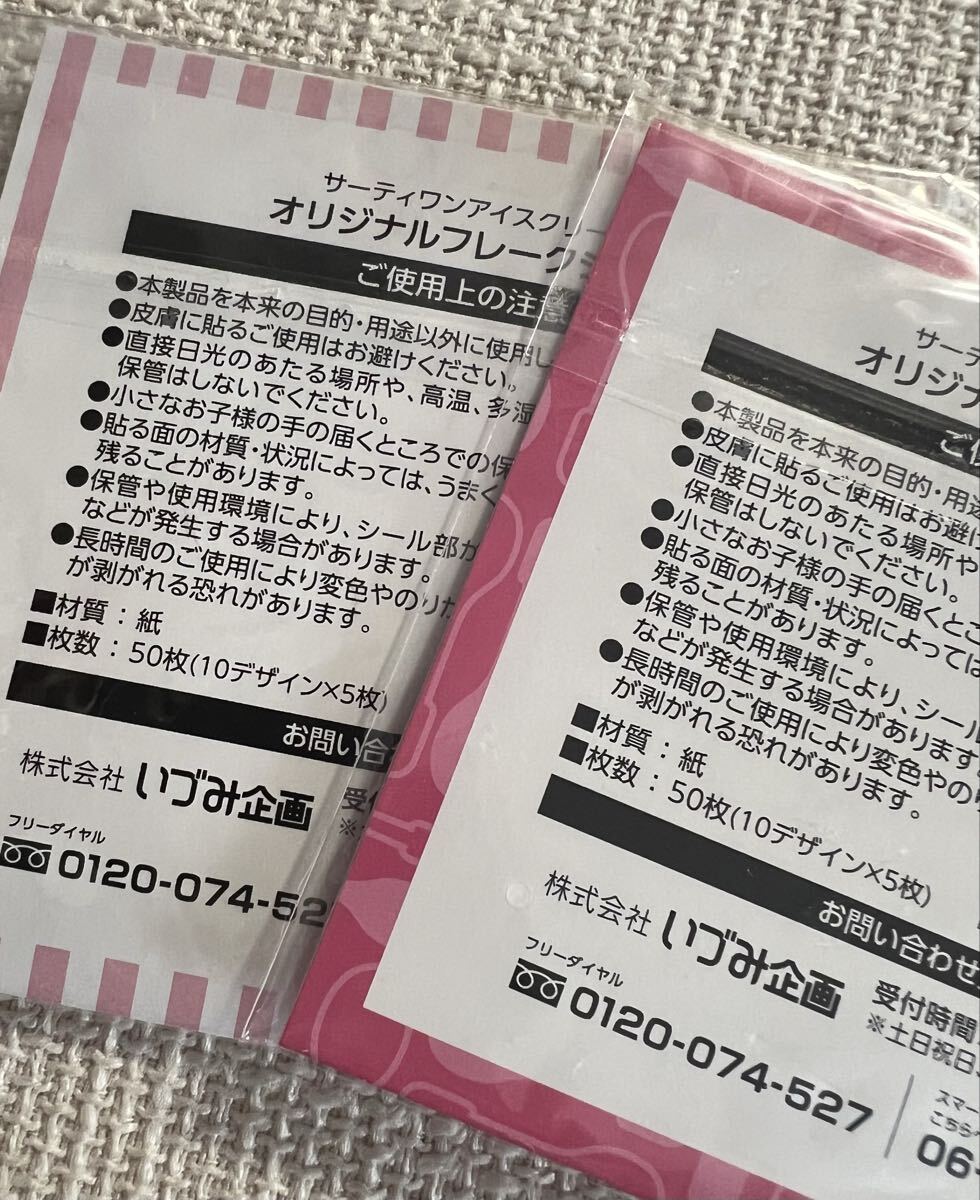 サーティワンアイスクリー
オリジナルフレークシ
ご使用上の注意
●本製品を本来の目的・用途以外に使用し
●皮膚に貼るご使用はお避けください。
●直接日光のあたる場所や、高温、多湿
保管はしないでください。
●小さなお子様の手の届くところでの保
●貼る面の材質・状況によっては、うまく
残ることがあります。
●保管や使用環境により、シール部が
などが発生する場合があります。
●長時間のご使用により変色やのりが
が剥がれる恐れがあります。
■材質：紙
■枚数：50枚(10デザイン×5枚)
お問い合わ
株式会社 いづみ企画
受付
※
フリーダイヤル
0120-074-52
サーテ
オリジナ
ご使
●本製品を本来の目的・用途
●皮膚に貼るご使用はお避け
●直接日光のあたる場所や
保管はしないでください。
●小さなお子様の手の届くとこ
●貼る面の材質・状況によっては
残ることがあります。
●保管や使用環境により、シール
などが発生する場合があります
●長時間のご使用により変色やの
が剥がれる恐れがあります。
■材質：紙
■枚数：50枚(10デザイン×5枚)
お問い合わせ
株式会社 いづみ企画
受付時間
※土日祝日、
フリーダイヤル
0120-074-527
スマー
こちら
06